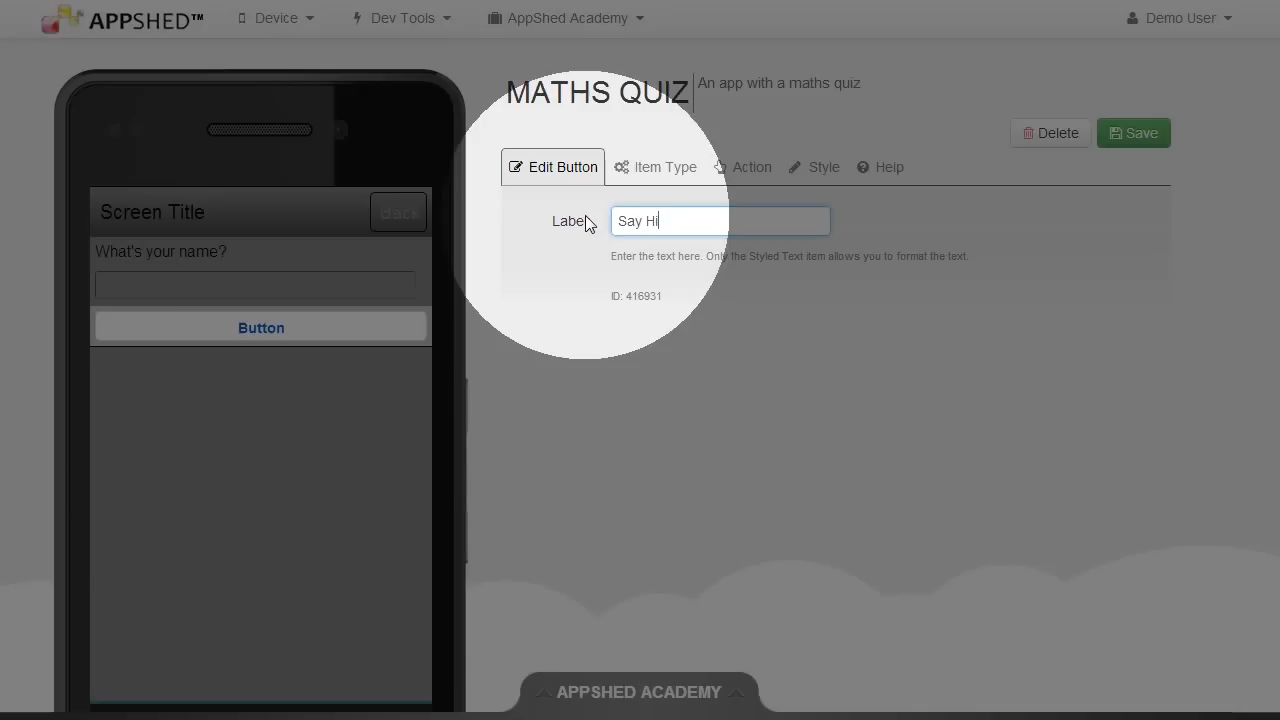 APPSHED™ Device Dev Tools AppShed Academy Demo User
MATHS QUIZ An app with a maths quiz
Delete Save
Edit Button Item Type Action Style Help
Screen Title Back
Label Say Hi
What's your name?
Enter the text here. Only the Styled Text item allows you to format the text.
ID: 416931
Button
APPSHED ACADEMY